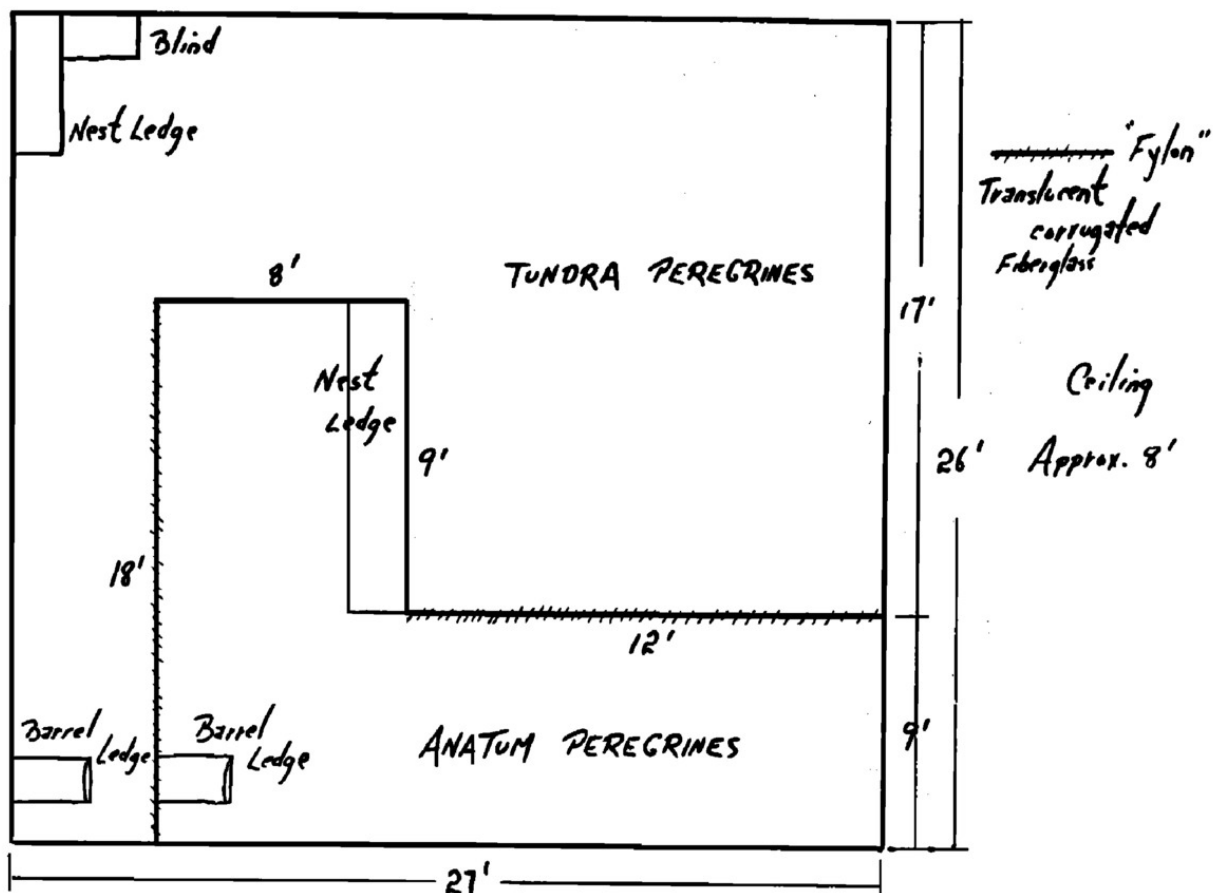 Blind
Nest Ledge
"Fylon"
Translucent
corrugated
Fiberglass
8'
TUNDRA PEREGRINES
17'
Nest
Ledge
Ceiling
9'
26'
Approx. 8'
18'
12'
Barrel
Ledge
Barrel
Ledge
ANATUM PEREGRINES
9'
27'